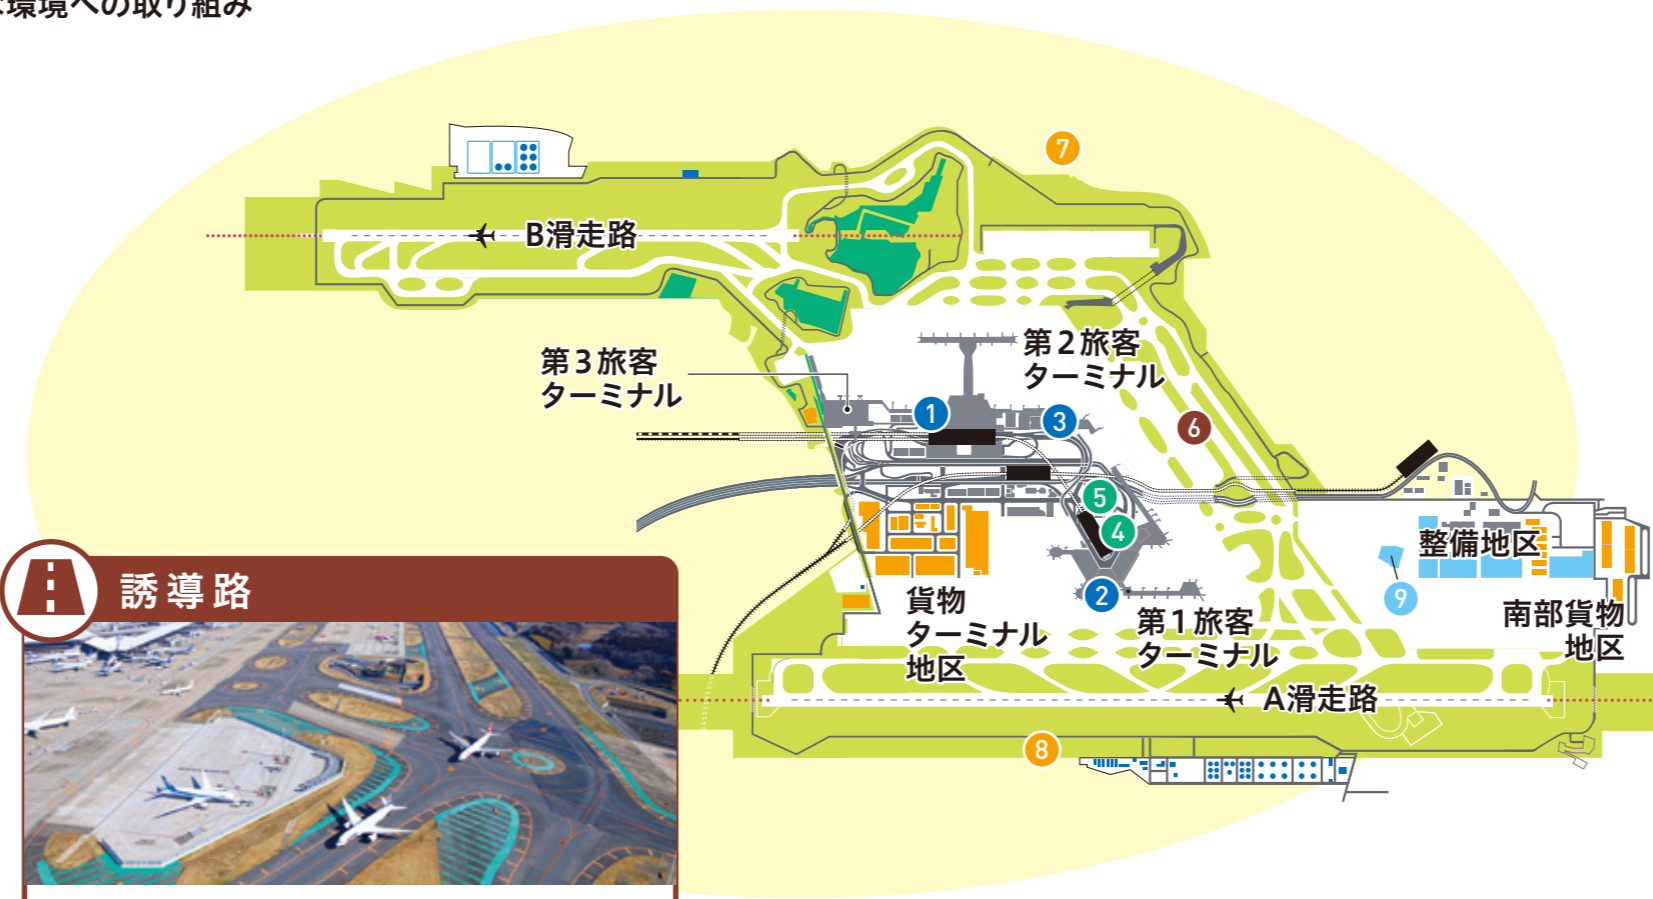 環境への取り組み
7
B滑走路
第3旅客
ターミナル
第2旅客
ターミナル
1
3
6
5
4
整備地区
9
2
貨物
ターミナル
地区
第1旅客
ターミナル
南部貨物
地区
A滑走路
8
誘導路